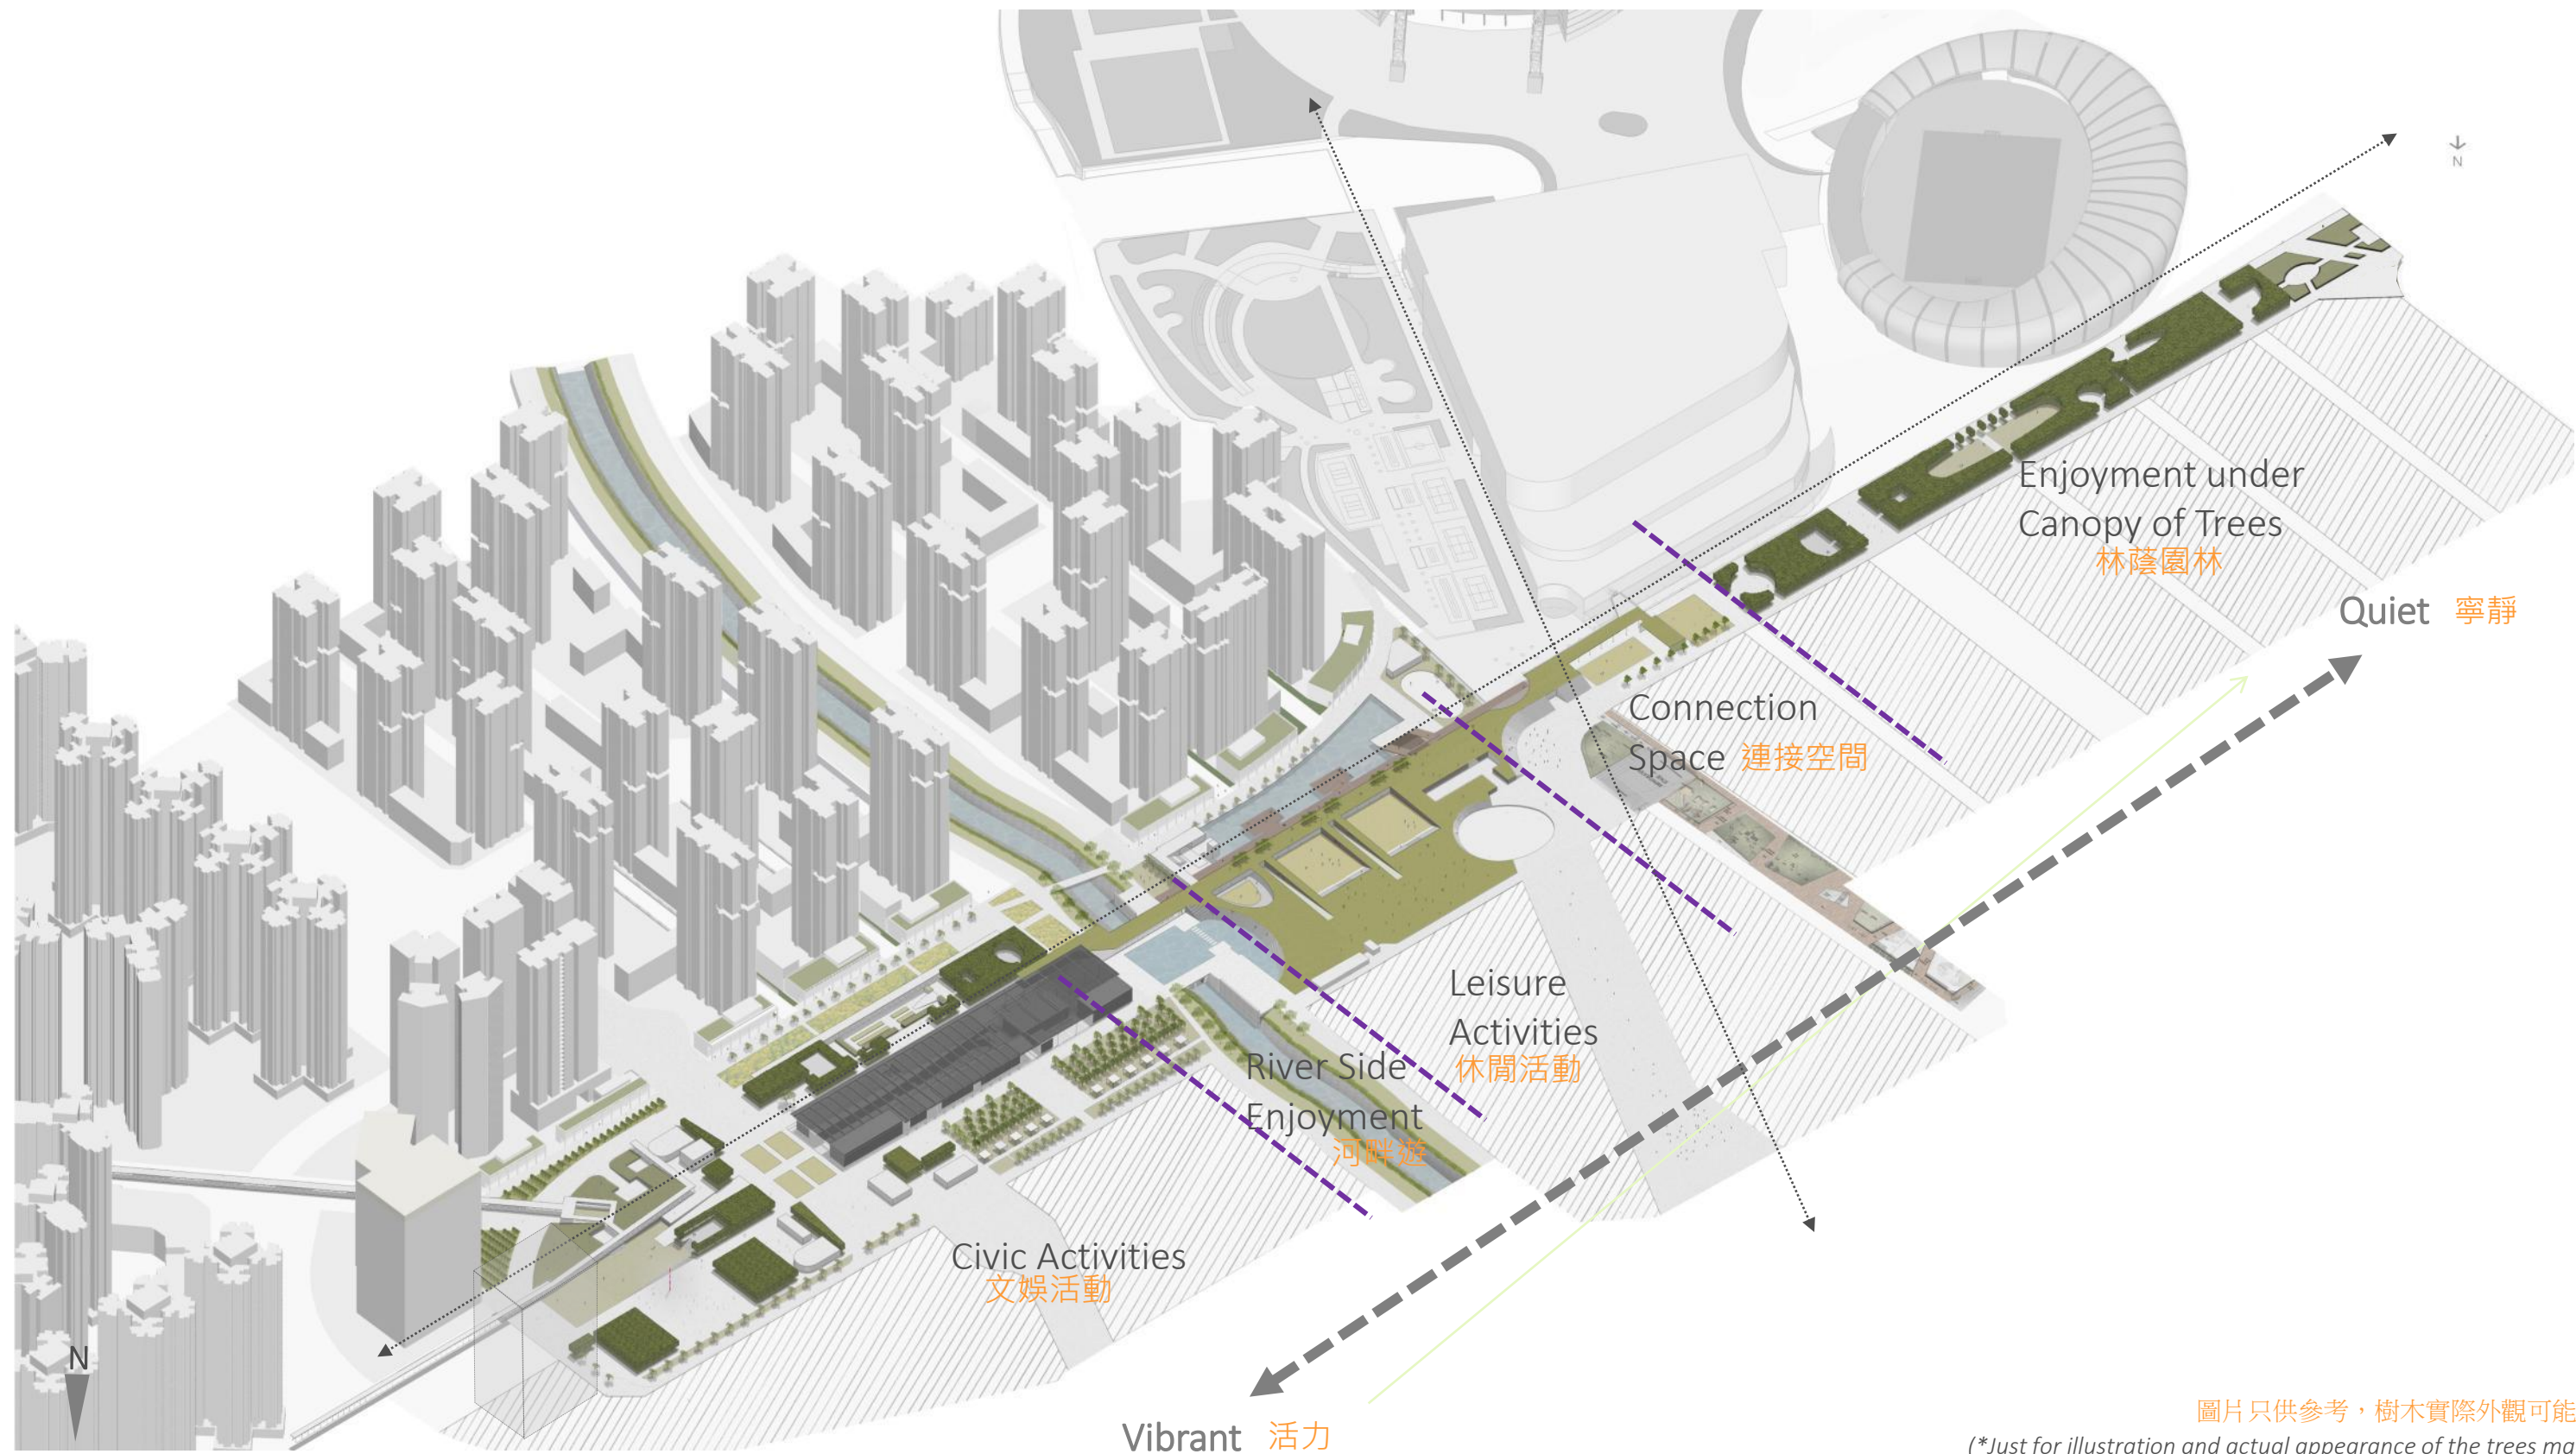 N
Enjoyment under
Canopy of Trees
林蔭園林
Quiet 寧靜
Connection
Space 連接空間
Leisure
Activities
休閒活動
River Side
Enjoyment
河畔遊
Civic Activities
文娛活動
N
Vibrant 活力
圖片只供參考，樹木實際外觀可能
(*Just for illustration and actual appearance of the trees ma